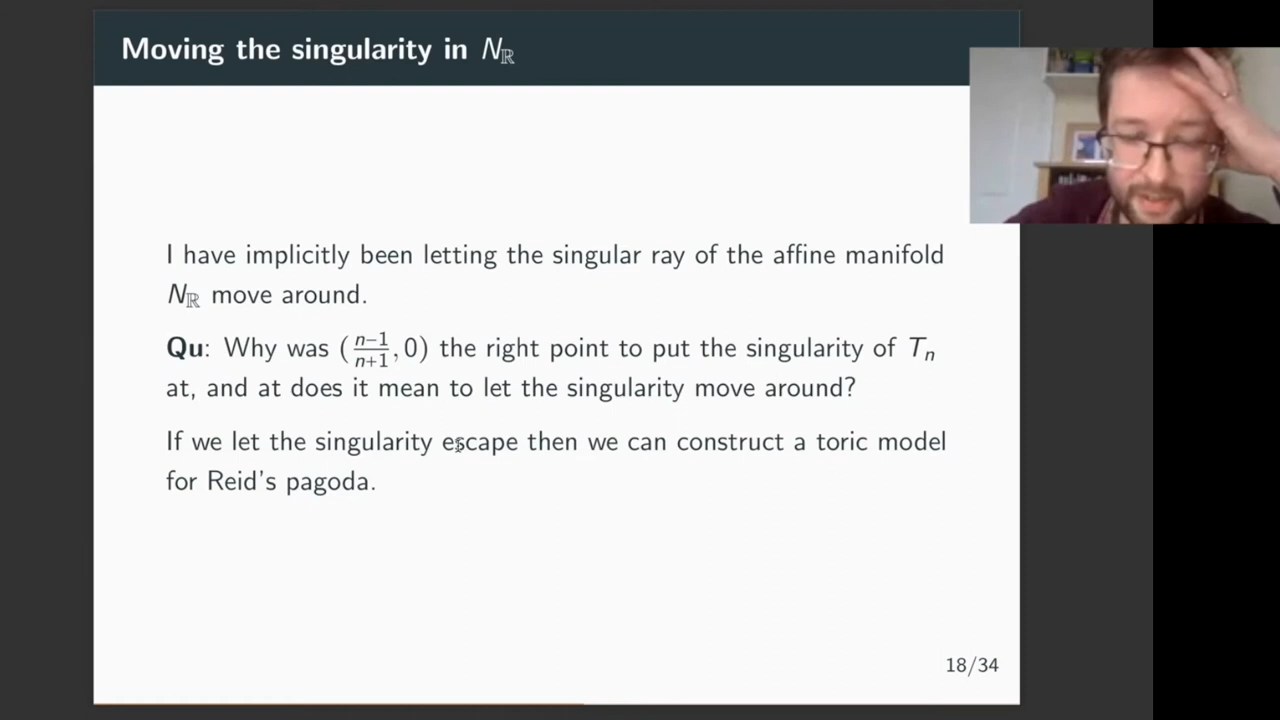 Moving the singularity in Nℝ
I have implicitly been letting the singular ray of the affine manifold
Nℝ move around.
Qu: Why was (n−1/n+1, 0) the right point to put the singularity of Tn
at, and at does it mean to let the singularity move around?
If we let the singularity escape then we can construct a toric model
for Reid's pagoda.
18/34